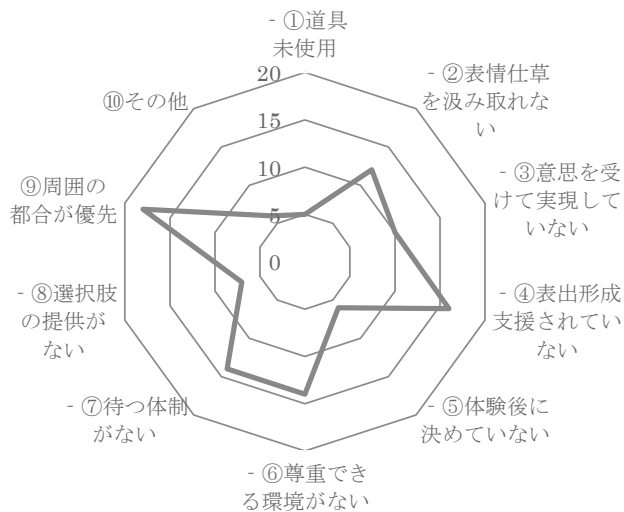 - ①道具
未使用
- ②表情仕草
を汲み取れな
い
- ③意思を受
けて実現して
いない
- ④表出形成
支援されてい
ない
- ⑤体験後に
決めていない
- ⑥尊重でき
る環境がない
- ⑦待つ体制
がない
- ⑧選択肢
の提供が
ない
⑨周囲の
都合が優先
⑩その他
20
15
10
5
0